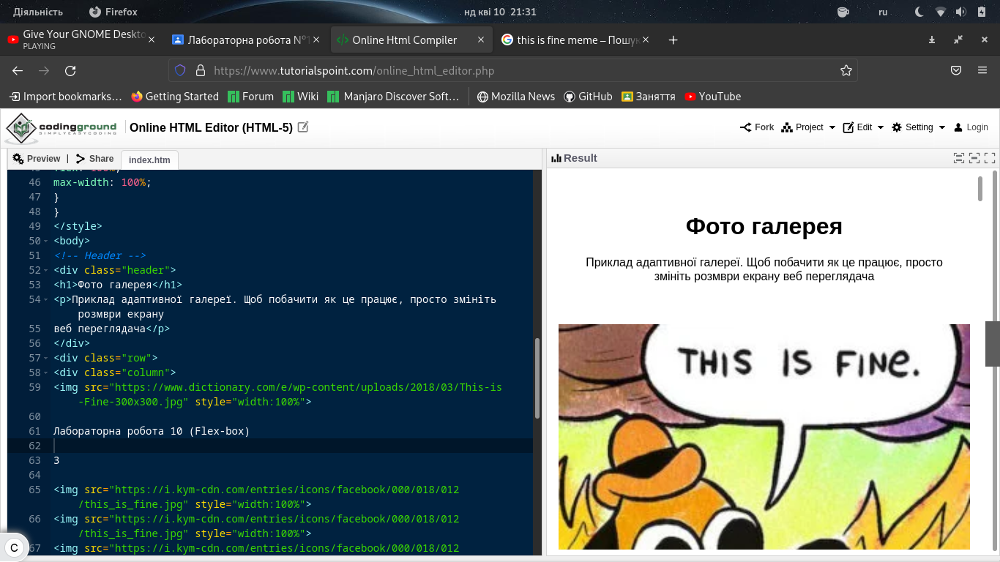 Діяльність
Firefox
нд кві 10 21:31
ru
Give Your GNOME Deskto
PLAYING
Лабораторна робота №
Online Html Compiler
this is fine meme – Пошук
https://www.tutorialspoint.com/online_html_editor.php
Import bookmarks…
Getting Started
Forum
Wiki
Manjaro Discover Soft…
Mozilla News
GitHub
Заняття
YouTube
codingground
SIMPLYEASYCODING
Online HTML Editor (HTML-5)
Fork
Project
Edit
Setting
Login
Preview | Share
index.htm
46 max-width: 100%;
47 }
48 }
49 </style>
50 <body>
51 <!-- Header -->
52 <div class="header">
53 <h1>Фото галерея</h1>
54 <p>Приклад адаптивної галереї. Щоб побачити як це працює, просто змініть
розмври екрану
55 веб переглядача</p>
56 </div>
57 <div class="row">
58 <div class="column">
59 <img src="https://www.dictionary.com/e/wp-content/uploads/2018/03/This-is
-Fine-300x300.jpg" style="width:100%">
60
61 Лабораторна робота 10 (Flex-box)
62
63 3
64
65 <img src="https://i.kym-cdn.com/entries/icons/facebook/000/018/012
/this_is_fine.jpg" style="width:100%">
66 <img src="https://i.kym-cdn.com/entries/icons/facebook/000/018/012
/this_is_fine.jpg" style="width:100%">
67 <img src="https://i.kym-cdn.com/entries/icons/facebook/000/018/012
C
Result
Фото галерея
Приклад адаптивної галереї. Щоб побачити як це працює, просто
змініть розмври екрану веб переглядача
THIS IS FINE.